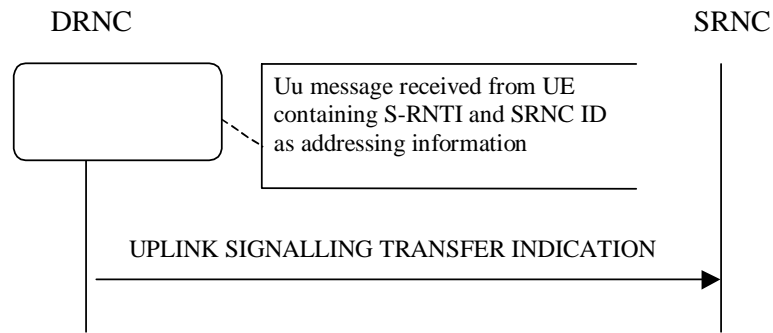 DRNC
SRNC
Uu message received from UE
containing S-RNTI and SRNC ID
as addressing information
UPLINK SIGNALLING TRANSFER INDICATION